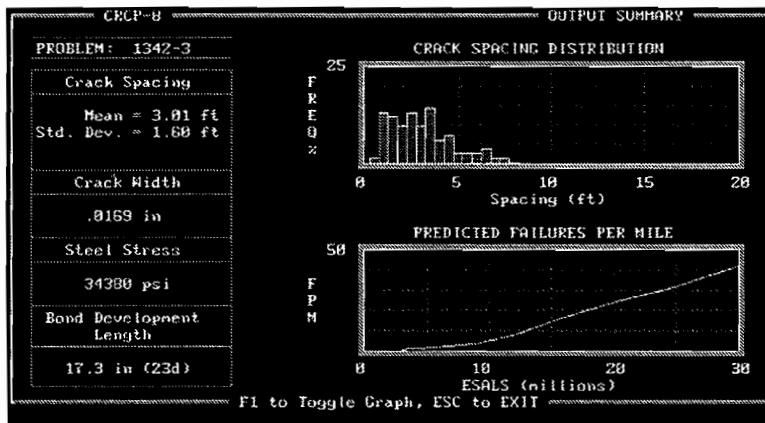 CRCP-8
OUTPUT SUMMARY
PROBLEM: 1342-3
Crack Spacing
Mean = 3.01 ft
Std. Dev. = 1.60 ft
Crack Width
.0169 in
Steel Stress
34380 psi
Bond Development
Length
17.3 in (23d)
CRACK SPACING DISTRIBUTION
25
FREQ%
0 5 10 15 20
Spacing (ft)
PREDICTED FAILURES PER MILE
50
FPM
0 10 20 30
ESALS (millions)
F1 to Toggle Graph, ESC to EXIT